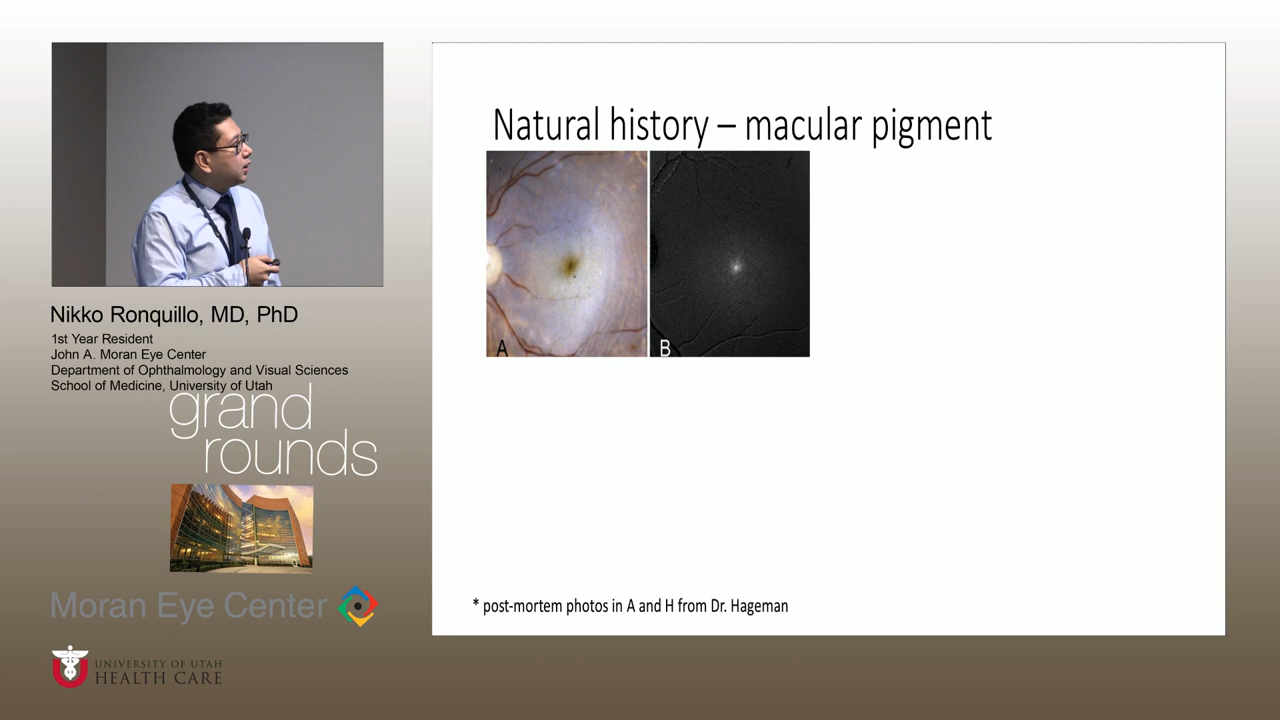 Natural history – macular pigment
A
B
* post-mortem photos in A and H from Dr. Hageman
Nikko Ronquillo, MD, PhD
1st Year Resident
John A. Moran Eye Center
Department of Ophthalmology and Visual Sciences
School of Medicine, University of Utah
grand
rounds
Moran Eye Center
U
UNIVERSITY OF UTAH
HEALTH CARE